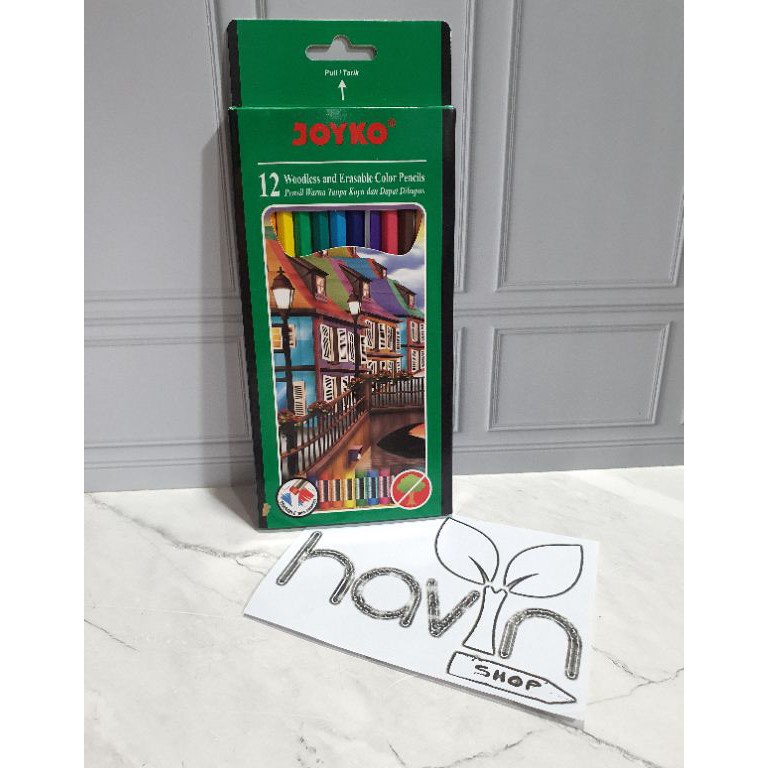 Pull / Tarik
JOYKO®
12 Woodless and Erasable Color Pencils
Pensil Warna Tanpa Kayu dan Dapat Dihapus
havin
SHOP